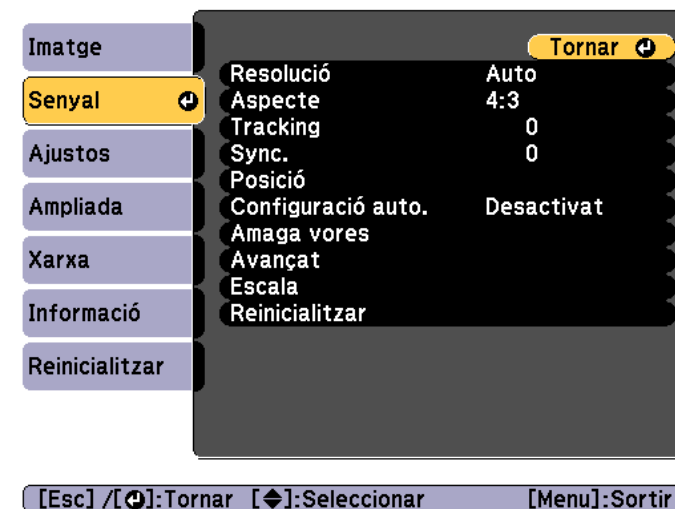 Imatge
Senyal
Ajustos
Ampliada
Xarxa
Informació
Reinicialitzar
Tornar
Resolució Auto
Aspecte 4:3
Tracking 0
Sync. 0
Posició
Configuració auto. Desactivat
Amaga vores
Avançat
Escala
Reinicialitzar
[Esc] /[⏎]:Tornar [◆]:Seleccionar [Menu]:Sortir